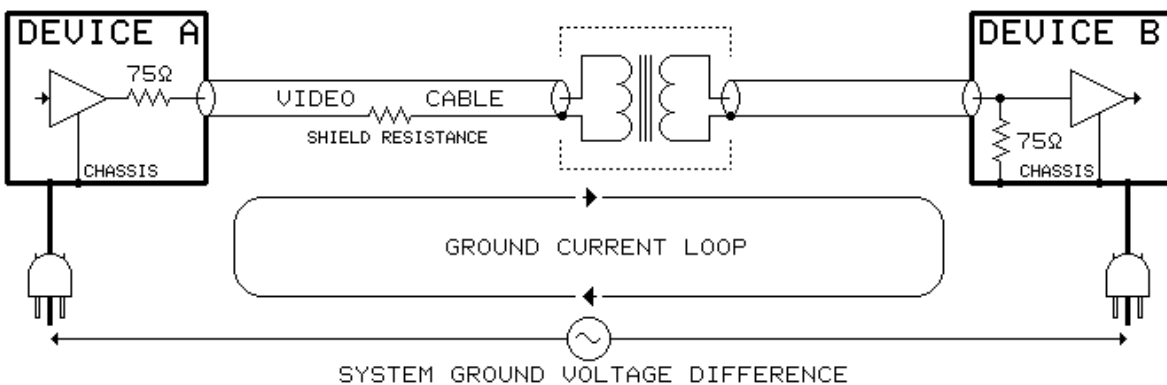 DEVICE A
DEVICE B
75Ω
VIDEO CABLE
SHIELD RESISTANCE
75Ω
CHASSIS
CHASSIS
GROUND CURRENT LOOP
SYSTEM GROUND VOLTAGE DIFFERENCE